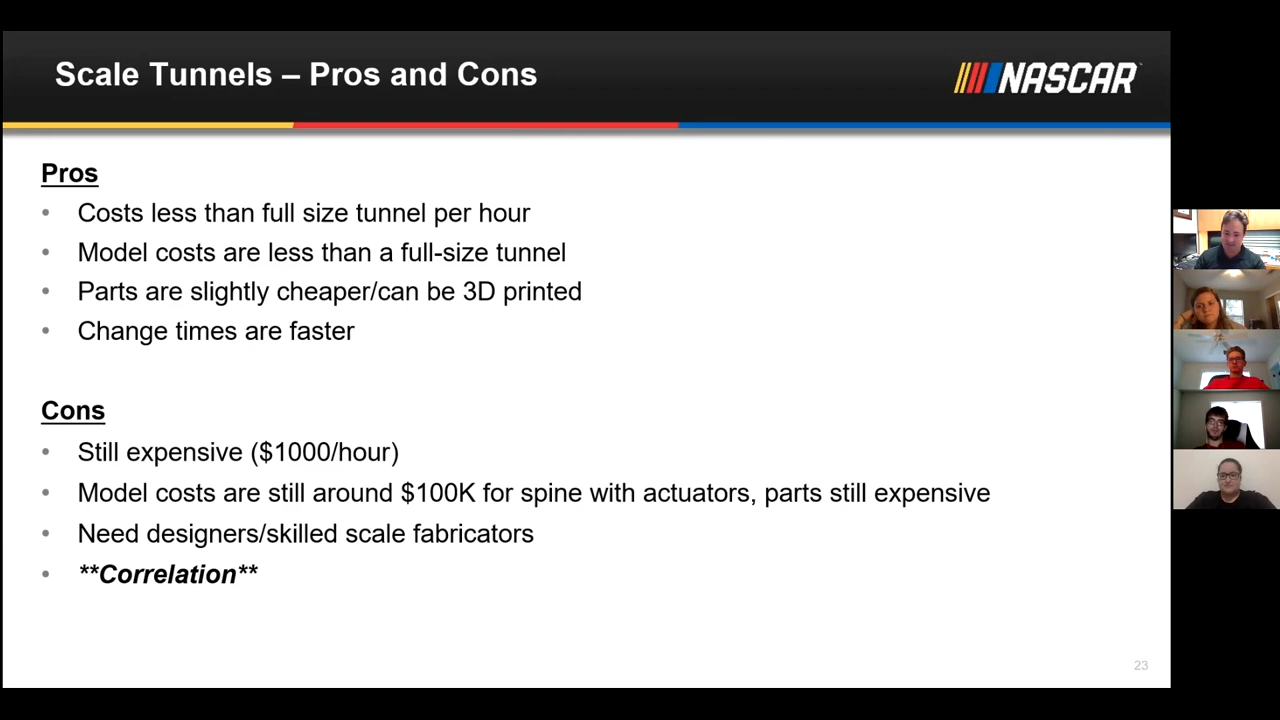 Scale Tunnels – Pros and Cons
NASCAR
Pros
• Costs less than full size tunnel per hour
• Model costs are less than a full-size tunnel
• Parts are slightly cheaper/can be 3D printed
• Change times are faster
Cons
• Still expensive ($1000/hour)
• Model costs are still around $100K for spine with actuators, parts still expensive
• Need designers/skilled scale fabricators
• **Correlation**
23